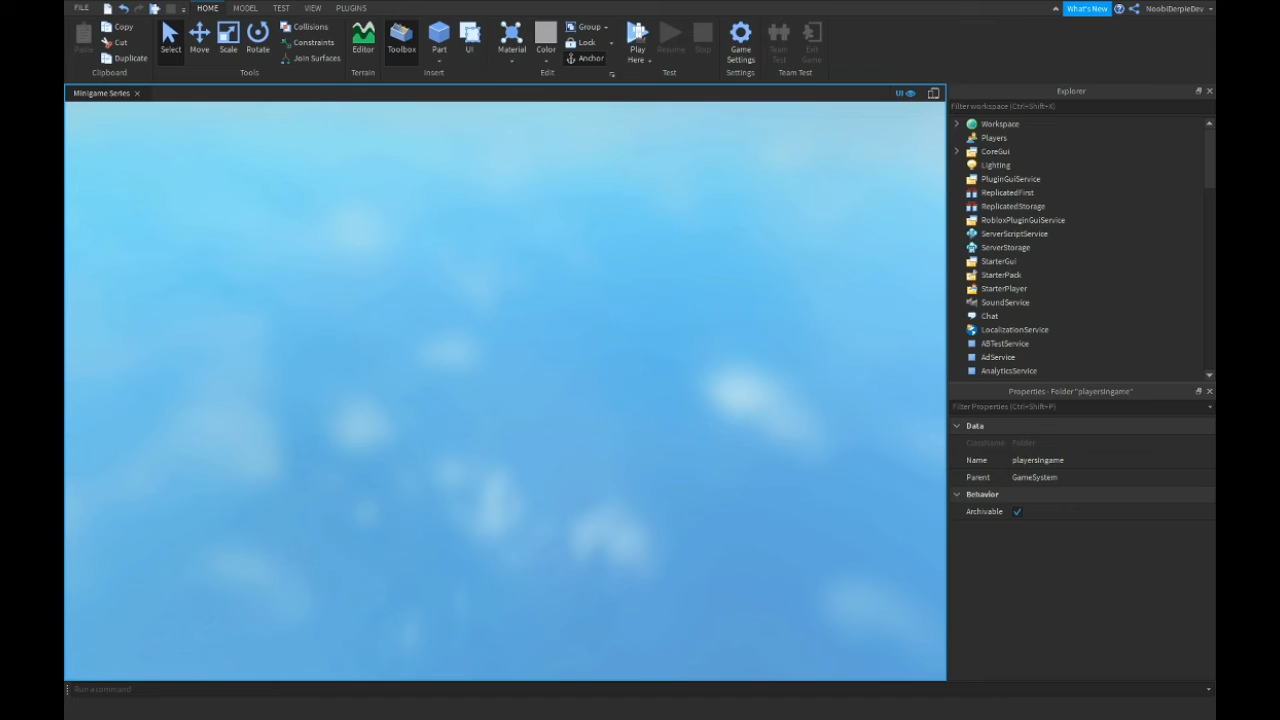 FILE HOME MODEL TEST VIEW PLUGINS What's New NoobiDerpieDev
Copy Collisions Group
Cut Constraints Lock
Paste Duplicate Select Move Scale Rotate Join Surfaces Editor Toolbox Part UI Material Color Anchor Play Here Resume Stop Game Settings Team Test Exit Game
Clipboard Tools Terrain Insert Edit Test Settings Team Test
Minigame Series × UI
Explorer
Filter workspace (Ctrl+Shift+X)
Workspace
Players
CoreGui
Lighting
PluginGuiService
ReplicatedFirst
ReplicatedStorage
RobloxPluginGuiService
ServerScriptService
ServerStorage
StarterGui
StarterPack
StarterPlayer
SoundService
Chat
LocalizationService
ABTestService
AdService
AnalyticsService
Properties - Folder "playersingame"
Filter Properties (Ctrl+Shift+P)
Data
ClassName Folder
Name playersingame
Parent GameSystem
Behavior
Archivable
Run a command